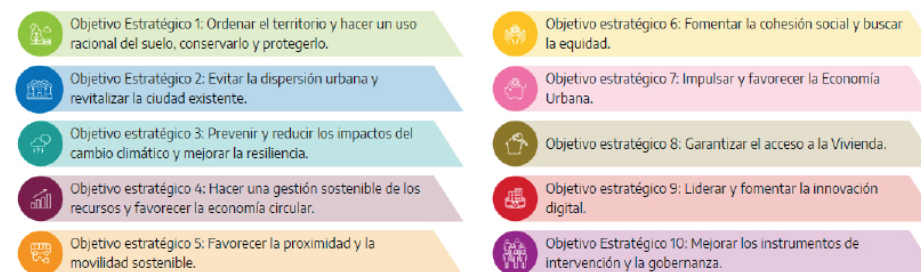 Objetivo Estratégico 1: Ordenar el territorio y hacer un uso
racional del suelo, conservarlo y protegerlo.
Objetivo Estratégico 2: Evitar la dispersión urbana y
revitalizar la ciudad existente.
Objetivo estratégico 3: Prevenir y reducir los impactos del
cambio climático y mejorar la resiliencia.
Objetivo estratégico 4: Hacer una gestión sostenible de los
recursos y favorecer la economía circular.
Objetivo estratégico 5: Favorecer la proximidad y la
movilidad sostenible.
Objetivo estratégico 6: Fomentar la cohesión social y buscar
la equidad.
Objetivo estratégico 7: Impulsar y favorecer la Economía
Urbana.
Objetivo estratégico 8: Garantizar el acceso a la Vivienda.
Objetivo estratégico 9: Liderar y fomentar la innovación
digital.
Objetivo Estratégico 10: Mejorar los instrumentos de
intervención y la gobernanza.